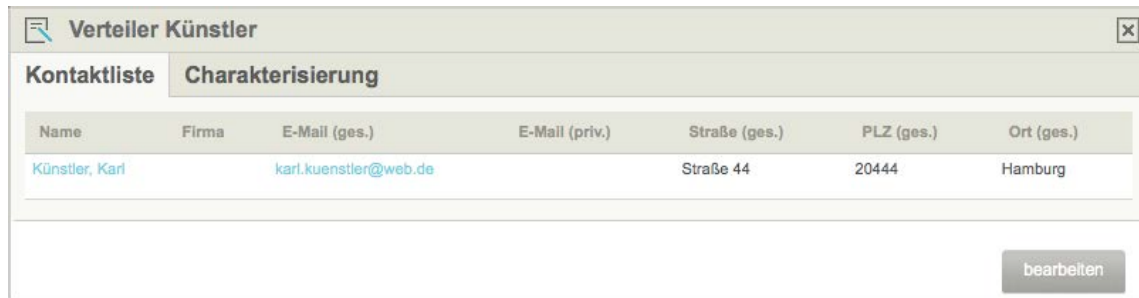 Verteiler Künstler
Kontaktliste Charakterisierung
Name Firma E-Mail (ges.) E-Mail (priv.) Straße (ges.) PLZ (ges.) Ort (ges.)
Künstler, Karl karl.kuenstler@web.de Straße 44 20444 Hamburg
bearbeiten